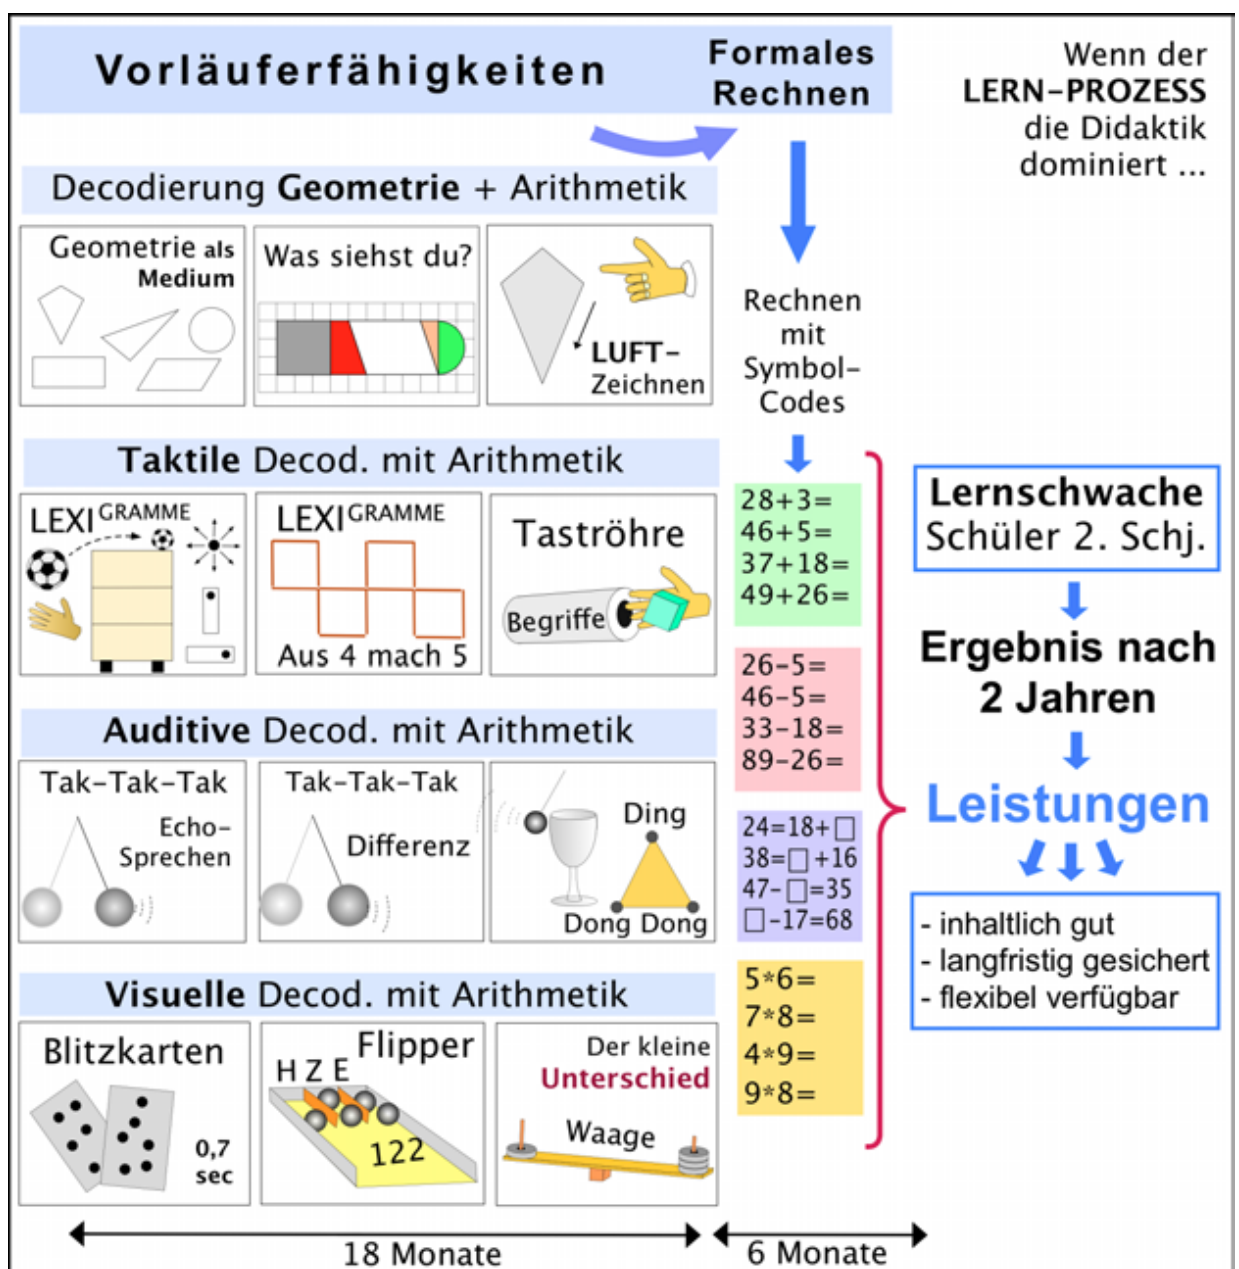 Vorläuferfähigkeiten
Formales
Rechnen
Wenn der
LERN-PROZESS
die Didaktik
dominiert ...
Decodierung Geometrie + Arithmetik
Geometrie als
Medium
Was siehst du?
LUFT-
Zeichnen
Rechnen
mit
Symbol-
Codes
Taktile Decod. mit Arithmetik
LEXIGRAMME
LEXIGRAMME
Aus 4 mach 5
Taströhre
Begriffe
28+3=
46+5=
37+18=
49+26=
Lernschwache
Schüler 2. Schj.
Ergebnis nach
2 Jahren
26-5=
46-5=
33-18=
89-26=
Auditive Decod. mit Arithmetik
Tak-Tak-Tak
Echo-
Sprechen
Tak-Tak-Tak
Differenz
Ding
Dong Dong
24=18+□
38=□+16
47-□=35
□-17=68
Leistungen
- inhaltlich gut
- langfristig gesichert
- flexibel verfügbar
Visuelle Decod. mit Arithmetik
Blitzkarten
0,7
sec
Flipper
H Z E
122
Der kleine
Unterschied
Waage
5*6=
7*8=
4*9=
9*8=
18 Monate
6 Monate